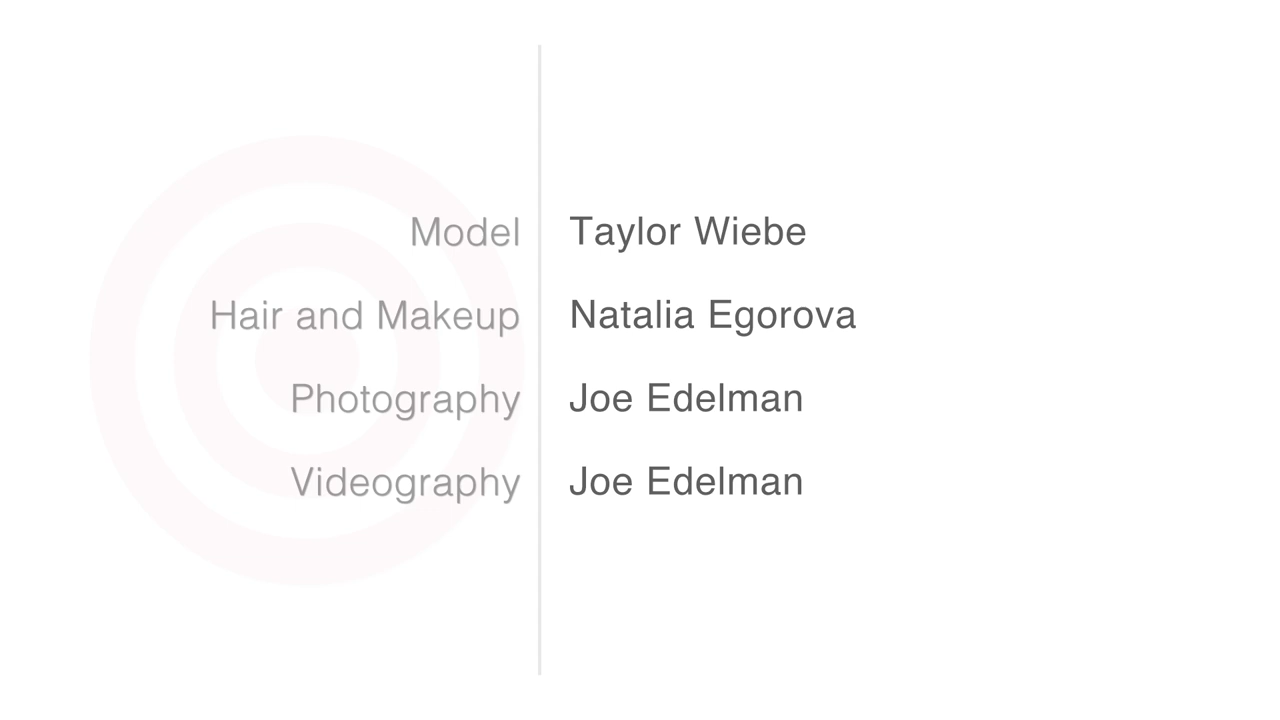 Model Taylor Wiebe
Hair and Makeup Natalia Egorova
Photography Joe Edelman
Videography Joe Edelman